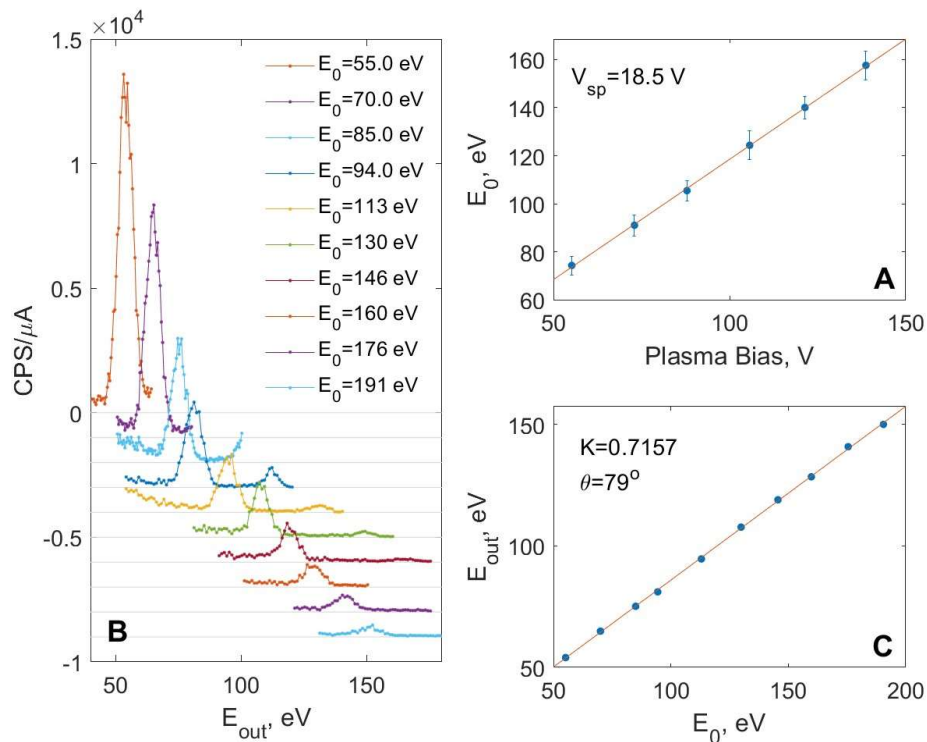 ×10⁴
1.5
1
0.5
0
-0.5
-1
CPS/μA
E₀=55.0 eV
E₀=70.0 eV
E₀=85.0 eV
E₀=94.0 eV
E₀=113 eV
E₀=130 eV
E₀=146 eV
E₀=160 eV
E₀=176 eV
E₀=191 eV
B
50 100 150
E_out, eV
V_sp=18.5 V
160
140
120
100
80
60
E₀, eV
A
50 100 150
Plasma Bias, V
K=0.7157
θ=79°
150
100
50
E_out, eV
C
50 100 150 200
E₀, eV